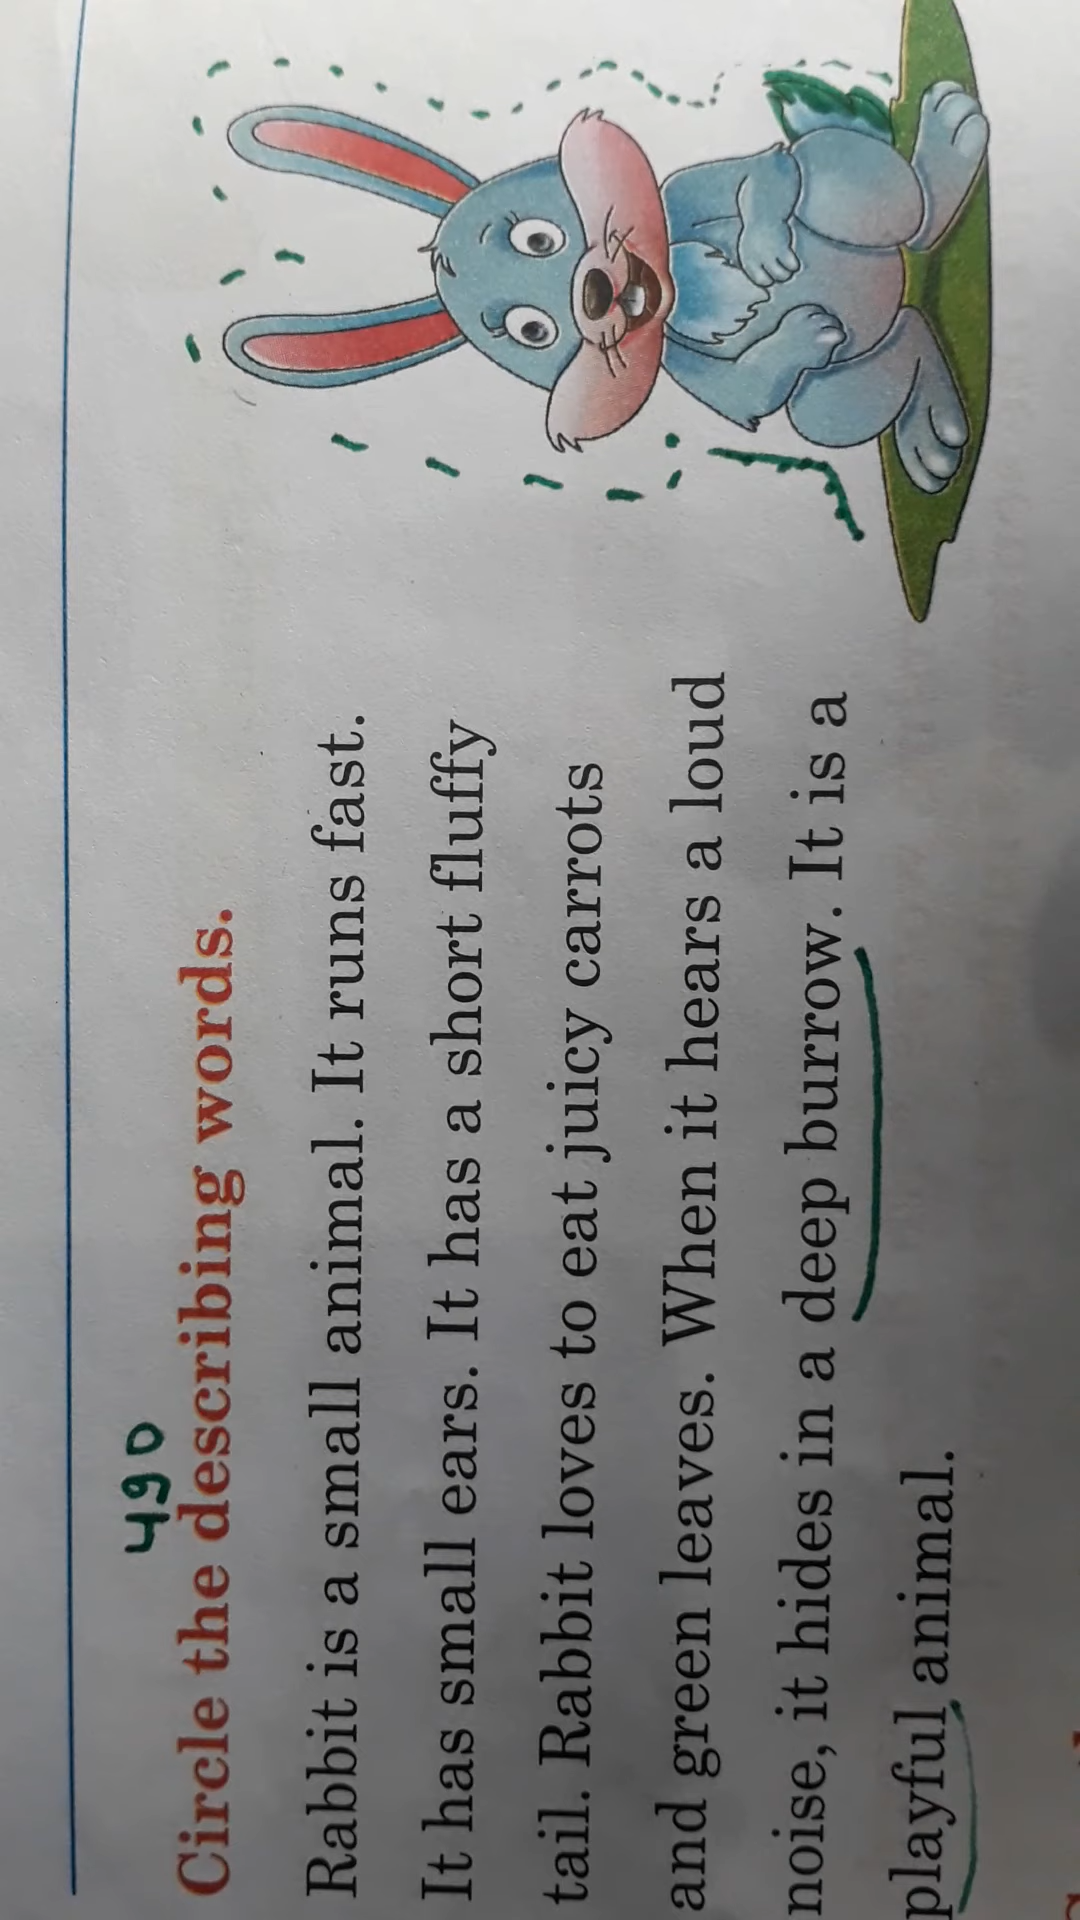 490
Circle the describing words.
Rabbit is a small animal. It runs fast.
It has small ears. It has a short fluffy
tail. Rabbit loves to eat juicy carrots
and green leaves. When it hears a loud
noise, it hides in a deep burrow. It is a
playful animal.